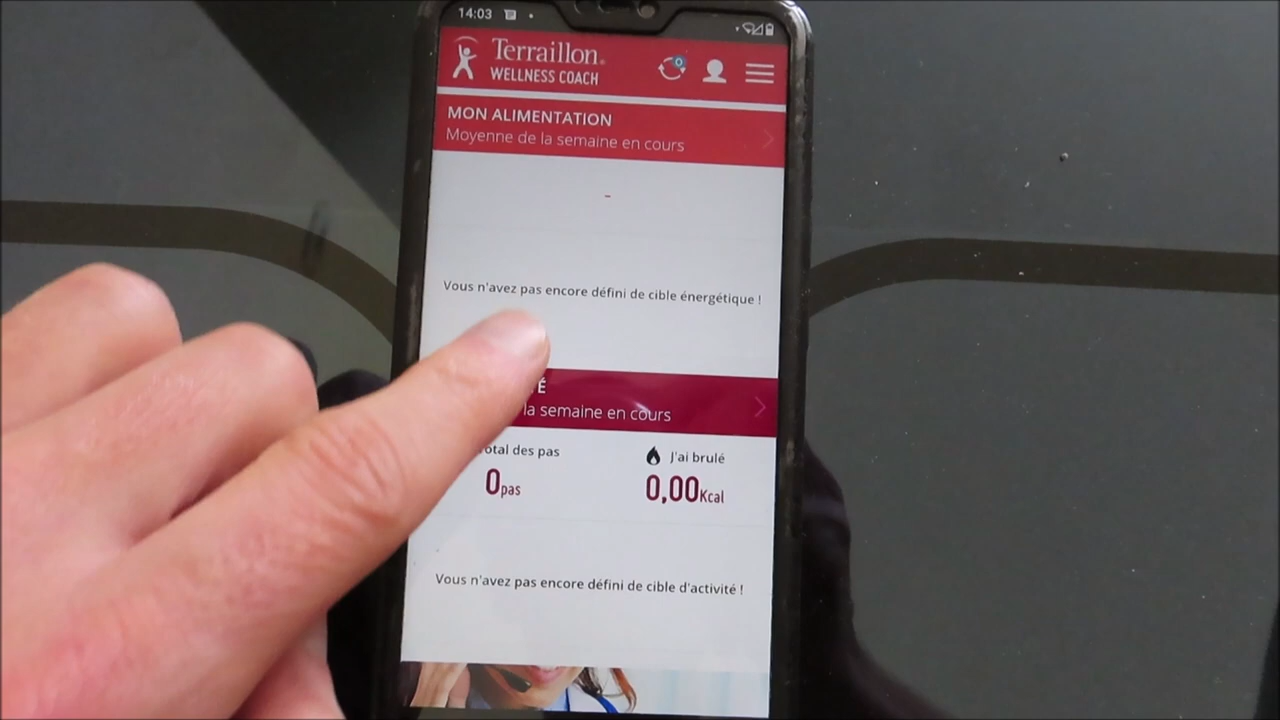 14:03
Terraillon®
WELLNESS COACH
MON ALIMENTATION
Moyenne de la semaine en cours
-
Vous n'avez pas encore défini de cible énergétique !
É
la semaine en cours
otal des pas
J'ai brulé
0pas
0,00Kcal
Vous n'avez pas encore défini de cible d'activité !